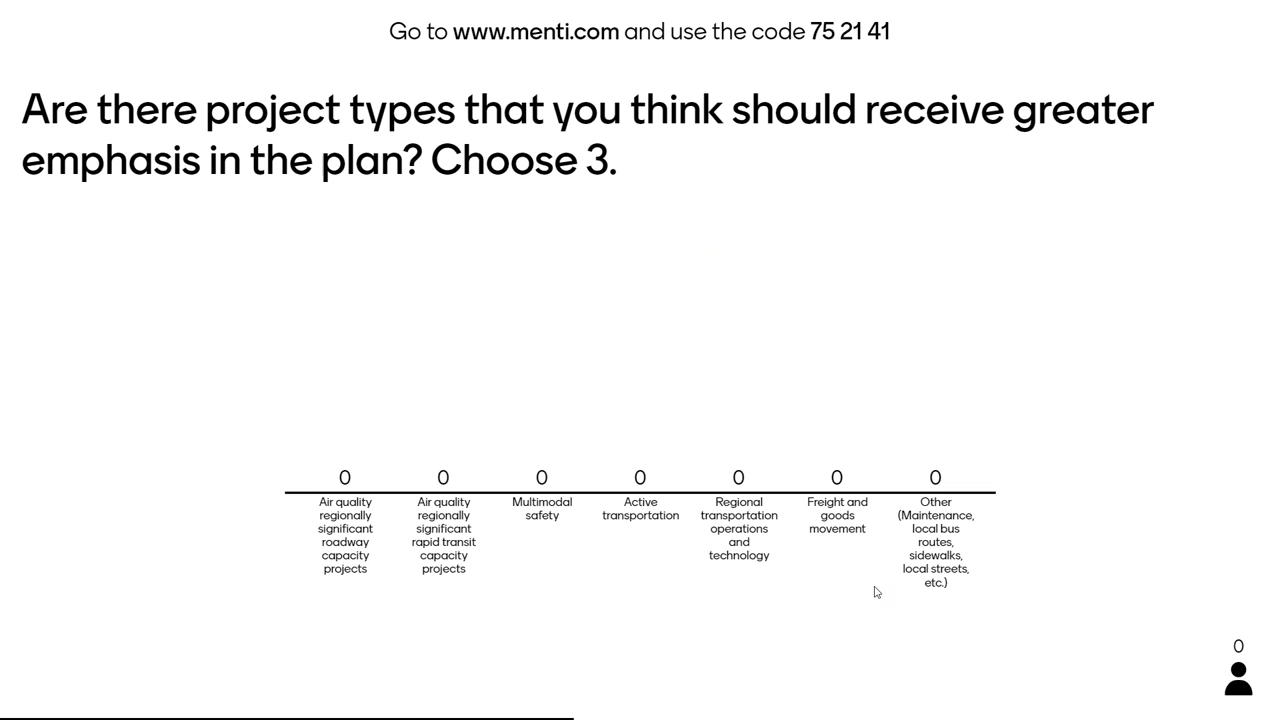 Go to www.menti.com and use the code 75 21 41
Are there project types that you think should receive greater
emphasis in the plan? Choose 3.
0
0
0
0
0
0
0
Air quality
regionally
significant
roadway
capacity
projects
Air quality
regionally
significant
rapid transit
capacity
projects
Multimodal
safety
Active
transportation
Regional
transportation
operations
and
technology
Freight and
goods
movement
Other
(Maintenance,
local bus
routes,
sidewalks,
local streets,
etc.)
0